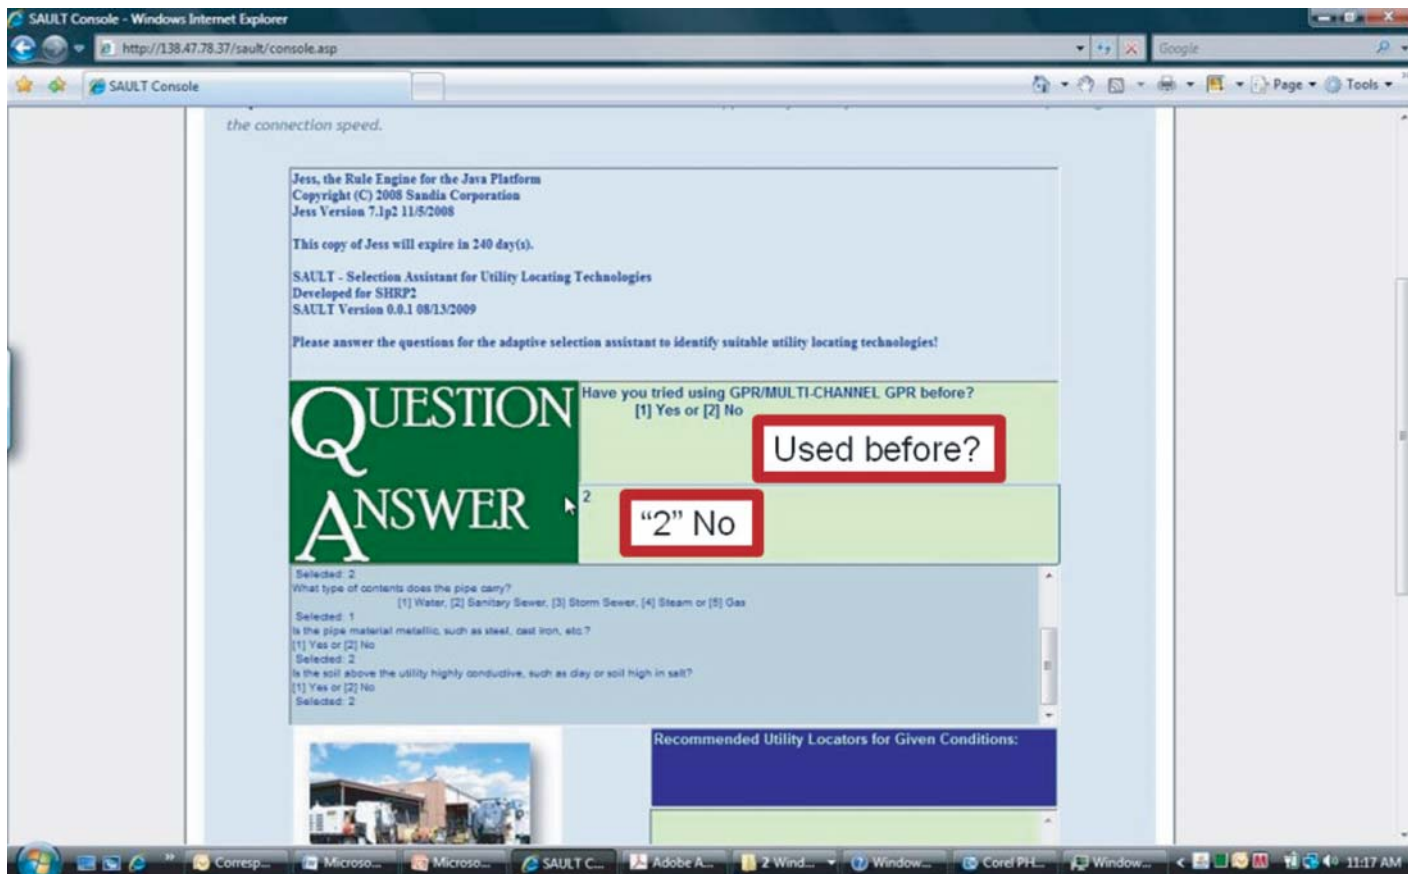 SAULT Console - Windows Internet Explorer
http://138.47.78.37/sault/console.asp
Google
SAULT Console
Page
Tools
the connection speed.
Jess, the Rule Engine for the Java Platform
Copyright (C) 2008 Sandia Corporation
Jess Version 7.1p2 11/5/2008
This copy of Jess will expire in 240 day(s).
SAULT - Selection Assistant for Utility Locating Technologies
Developed for SHRP2
SAULT Version 0.0.1 08/13/2009
Please answer the questions for the adaptive selection assistant to identify suitable utility locating technologies!
QUESTION
ANSWER
Have you tried using GPR/MULTI-CHANNEL GPR before?
[1] Yes or [2] No
Used before?
2
“2” No
Selected: 2
What type of contents does the pipe carry?
[1] Water, [2] Sanitary Sewer, [3] Storm Sewer, [4] Steam or [5] Gas
Selected: 1
Is the pipe material metallic, such as steel, cast iron, etc.?
[1] Yes or [2] No
Selected: 2
Is the soil above the utility highly conductive, such as clay or soil high in salt?
[1] Yes or [2] No
Selected: 2
Recommended Utility Locators for Given Conditions:
Corresp... Microso... Microso... SAULT C... Adobe A... 2 Wind... Window... Corel PH... Window... 11:17 AM